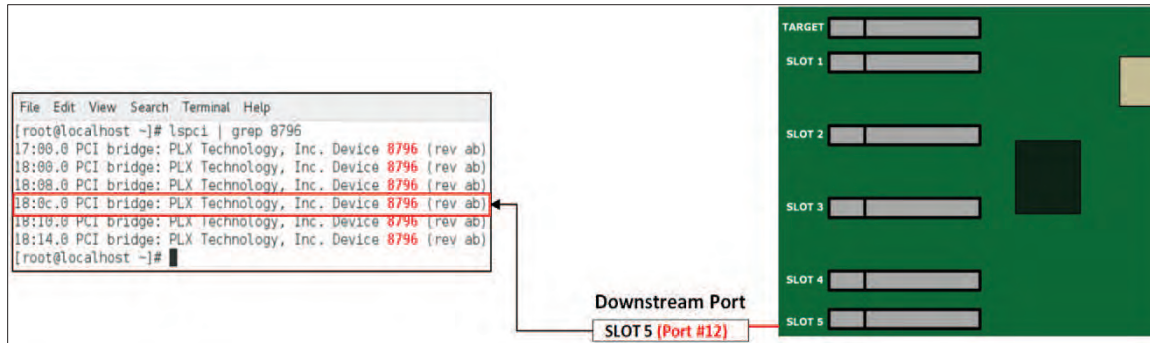 File Edit View Search Terminal Help
[root@localhost ~]# lspci | grep 8796
17:00.0 PCI bridge: PLX Technology, Inc. Device 8796 (rev ab)
18:00.0 PCI bridge: PLX Technology, Inc. Device 8796 (rev ab)
18:08.0 PCI bridge: PLX Technology, Inc. Device 8796 (rev ab)
18:0c.0 PCI bridge: PLX Technology, Inc. Device 8796 (rev ab)
18:10.0 PCI bridge: PLX Technology, Inc. Device 8796 (rev ab)
18:14.0 PCI bridge: PLX Technology, Inc. Device 8796 (rev ab)
[root@localhost ~]#
Downstream Port
SLOT 5 (Port #12)
TARGET
SLOT 1
SLOT 2
SLOT 3
SLOT 4
SLOT 5